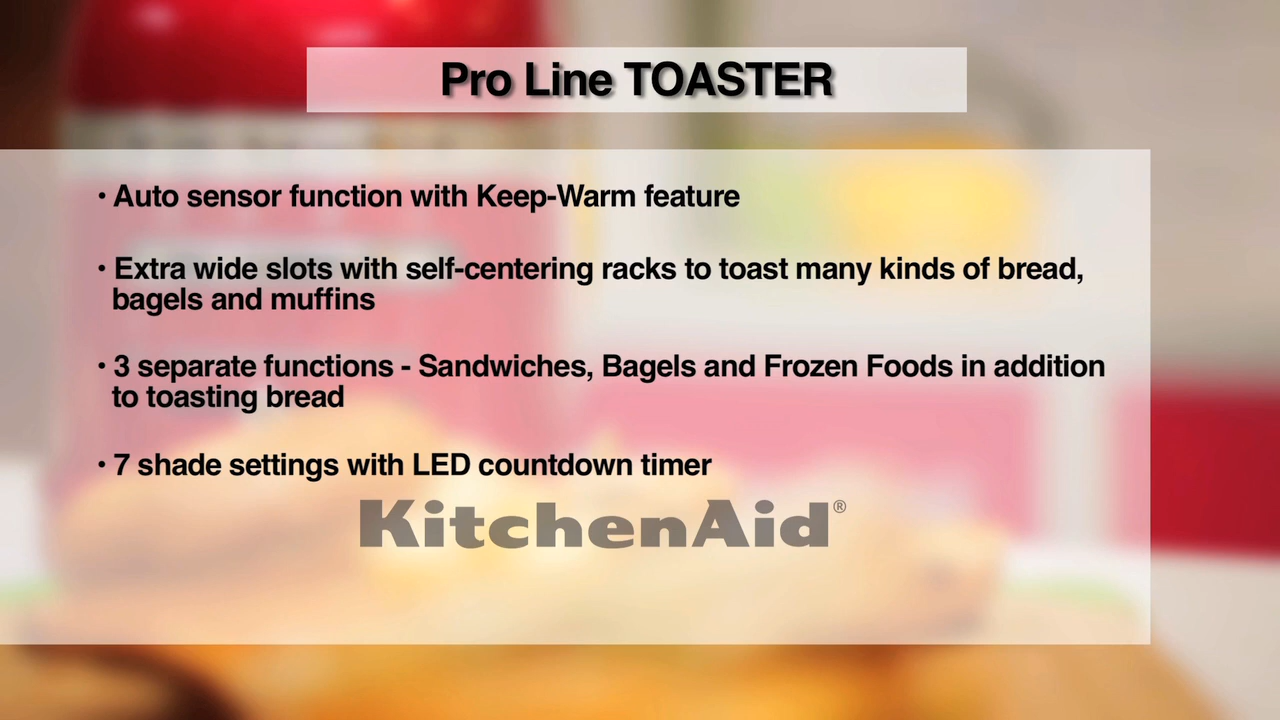 Pro Line TOASTER
• Auto sensor function with Keep-Warm feature
• Extra wide slots with self-centering racks to toast many kinds of bread,
bagels and muffins
• 3 separate functions - Sandwiches, Bagels and Frozen Foods in addition
to toasting bread
• 7 shade settings with LED countdown timer
KitchenAid®